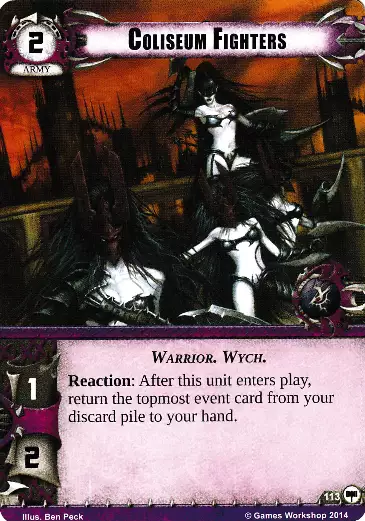 2
ARMY
COLISEUM FIGHTERS
WARRIOR. WYCH.
1
Reaction: After this unit enters play,
return the topmost event card from your
discard pile to your hand.
2
113
Illus. Ben Peck
© Games Workshop 2014